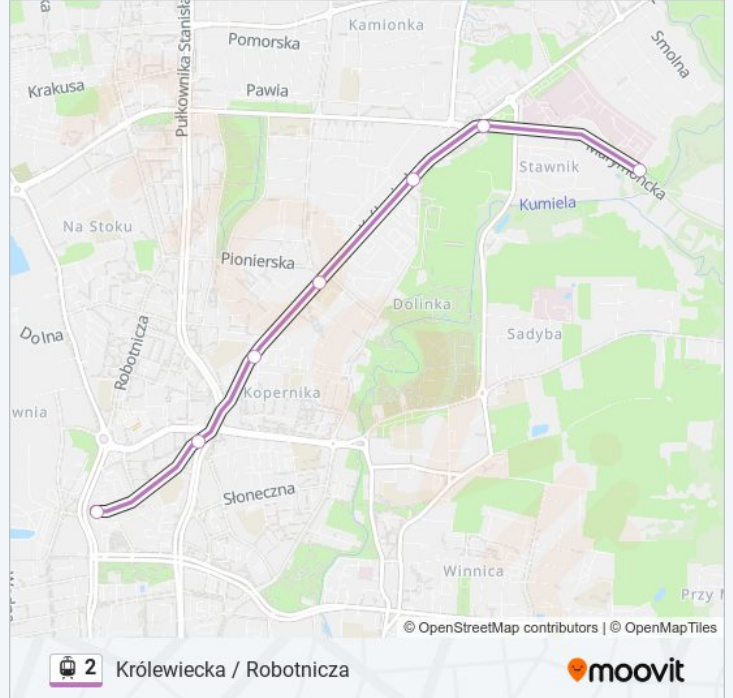 Kamionka
Pomorska
Smolna
Krakusa
Pawia
Pułkownika Stanisła
Marymoncka
Stawnik
Kumiela
Na Stoku
Pionierska
Dolinka
Dolna
Robotnicza
Sadyba
wnia
Kopernika
Słoneczna
Winnica
Przy M
© OpenStreetMap contributors | © OpenMapTiles
2 Królewiecka / Robotnicza
moovit